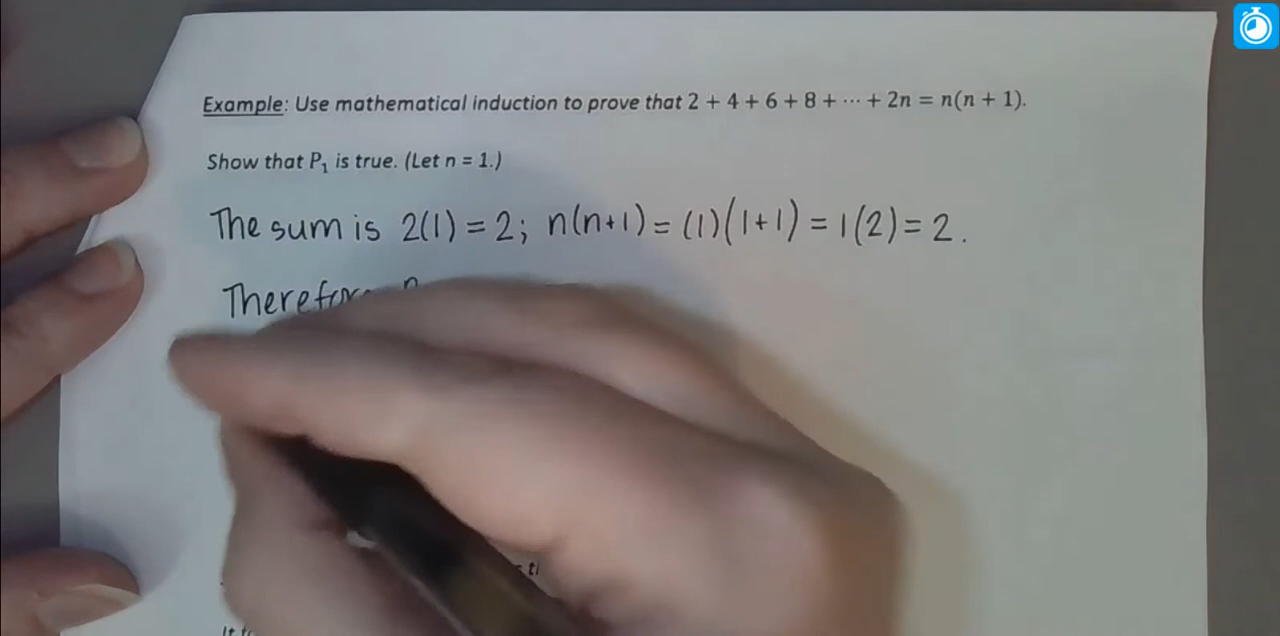 Example: Use mathematical induction to prove that 2 + 4 + 6 + 8 + ⋯ + 2n = n(n + 1).
Show that P₁ is true. (Let n = 1.)
The sum is 2(1) = 2; n(n+1) = (1)(1+1) = 1(2) = 2.